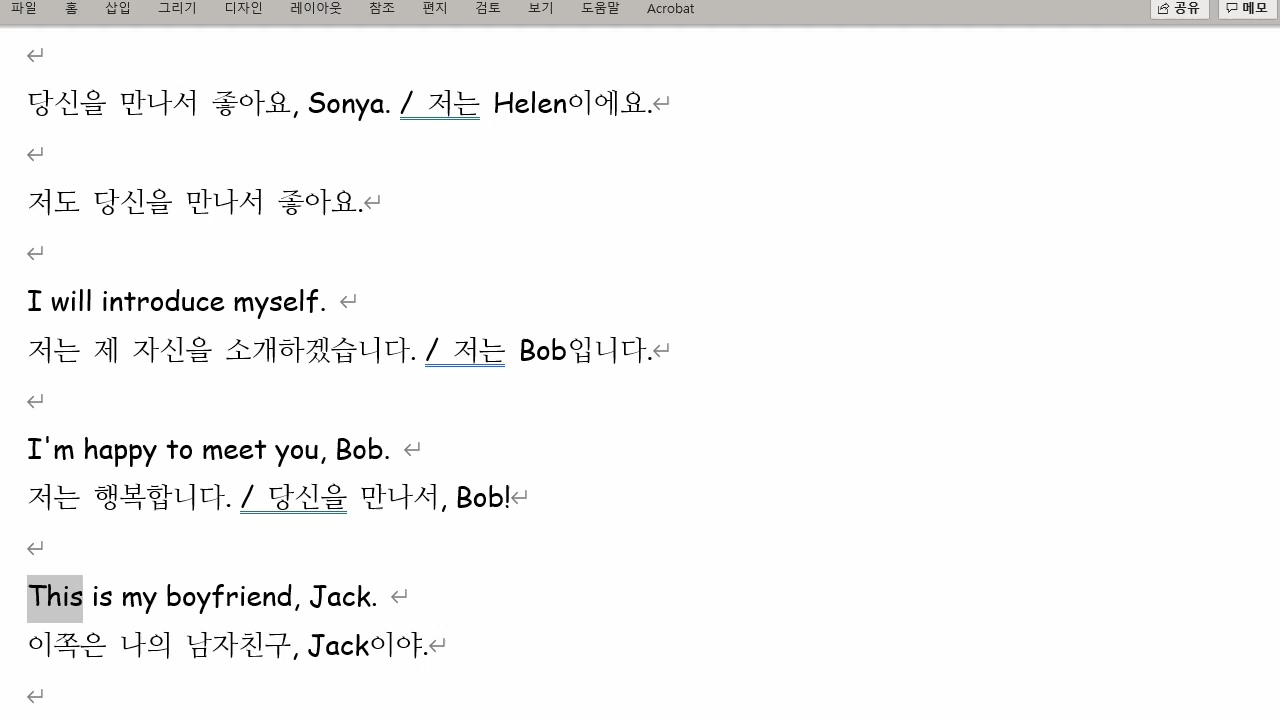 파일 홈 삽입 그리기 디자인 레이아웃 참조 편지 검토 보기 도움말 Acrobat 공유 메모
당신을 만나서 좋아요, Sonya. / 저는 Helen이에요.
저도 당신을 만나서 좋아요.
I will introduce myself.
저는 제 자신을 소개하겠습니다. / 저는 Bob입니다.
I'm happy to meet you, Bob.
저는 행복합니다. / 당신을 만나서, Bob!
This is my boyfriend, Jack.
이쪽은 나의 남자친구, Jack이야.